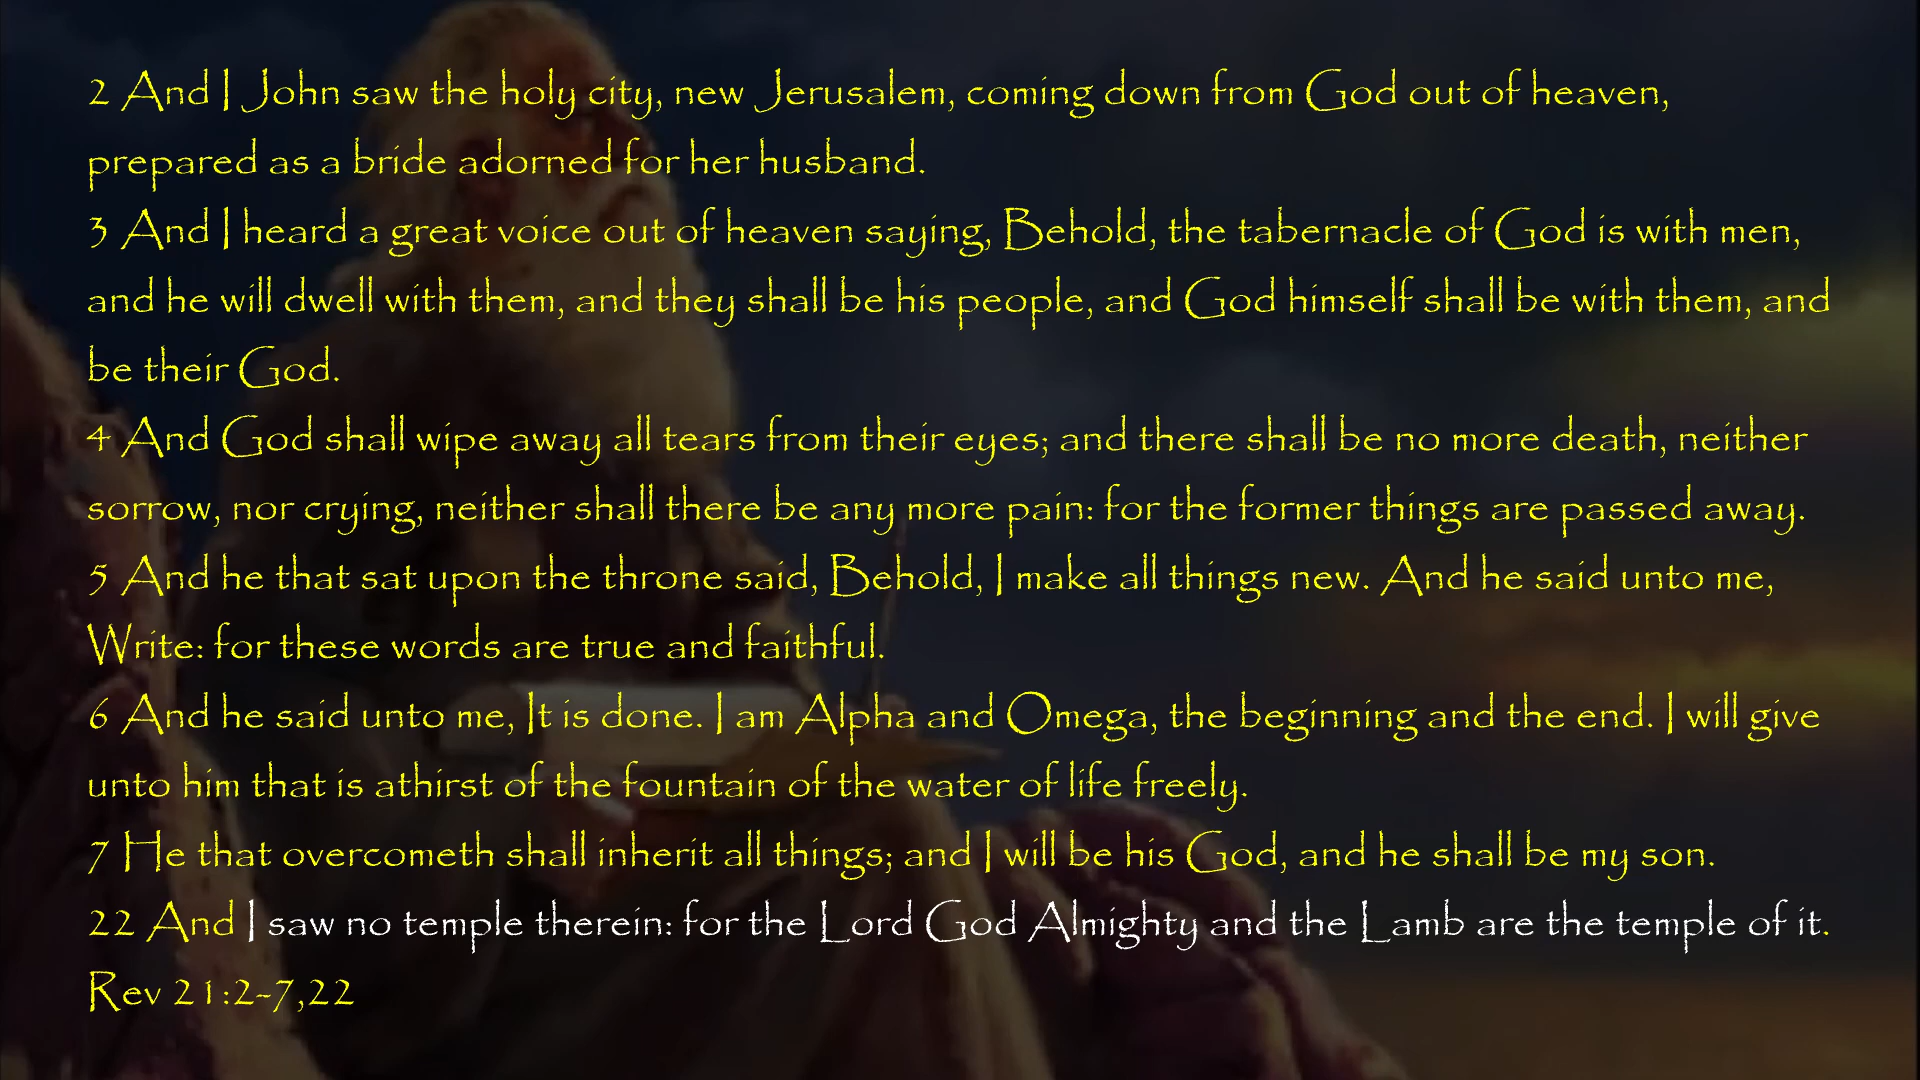 2 And I John saw the holy city, new Jerusalem, coming down from God out of heaven,
prepared as a bride adorned for her husband.
3 And I heard a great voice out of heaven saying, Behold, the tabernacle of God is with men,
and he will dwell with them, and they shall be his people, and God himself shall be with them, and
be their God.
4 And God shall wipe away all tears from their eyes; and there shall be no more death, neither
sorrow, nor crying, neither shall there be any more pain: for the former things are passed away.
5 And he that sat upon the throne said, Behold, I make all things new. And he said unto me,
Write: for these words are true and faithful.
6 And he said unto me, It is done. I am Alpha and Omega, the beginning and the end. I will give
unto him that is athirst of the fountain of the water of life freely.
7 He that overcometh shall inherit all things; and I will be his God, and he shall be my son.
22 And I saw no temple therein: for the Lord God Almighty and the Lamb are the temple of it.
Rev 21:2-7,22